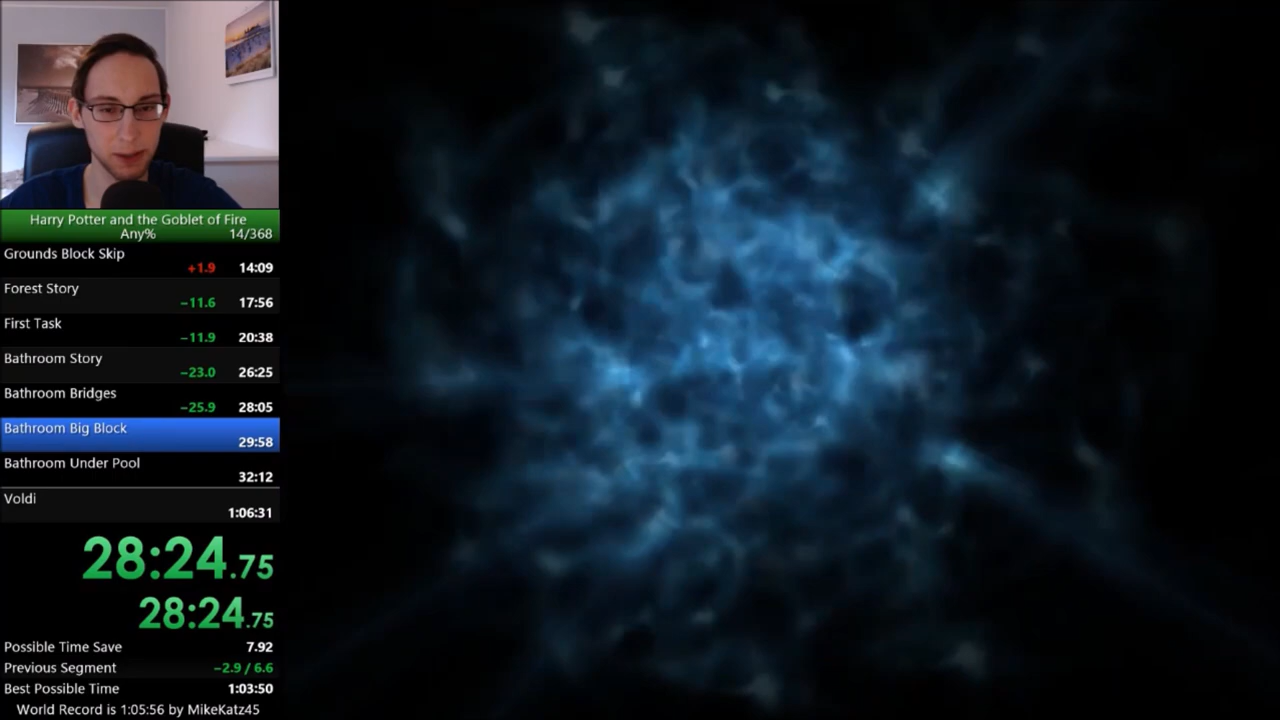 Harry Potter and the Goblet of Fire
Any% 14/368
Grounds Block Skip
+1.9 14:09
Forest Story
−11.6 17:56
First Task
−11.9 20:38
Bathroom Story
−23.0 26:25
Bathroom Bridges
−25.9 28:05
Bathroom Big Block
29:58
Bathroom Under Pool
32:12
Voldi
1:06:31
28:24.75
28:24.75
Possible Time Save 7.92
Previous Segment −2.9 / 6.6
Best Possible Time 1:03:50
World Record is 1:05:56 by MikeKatz45